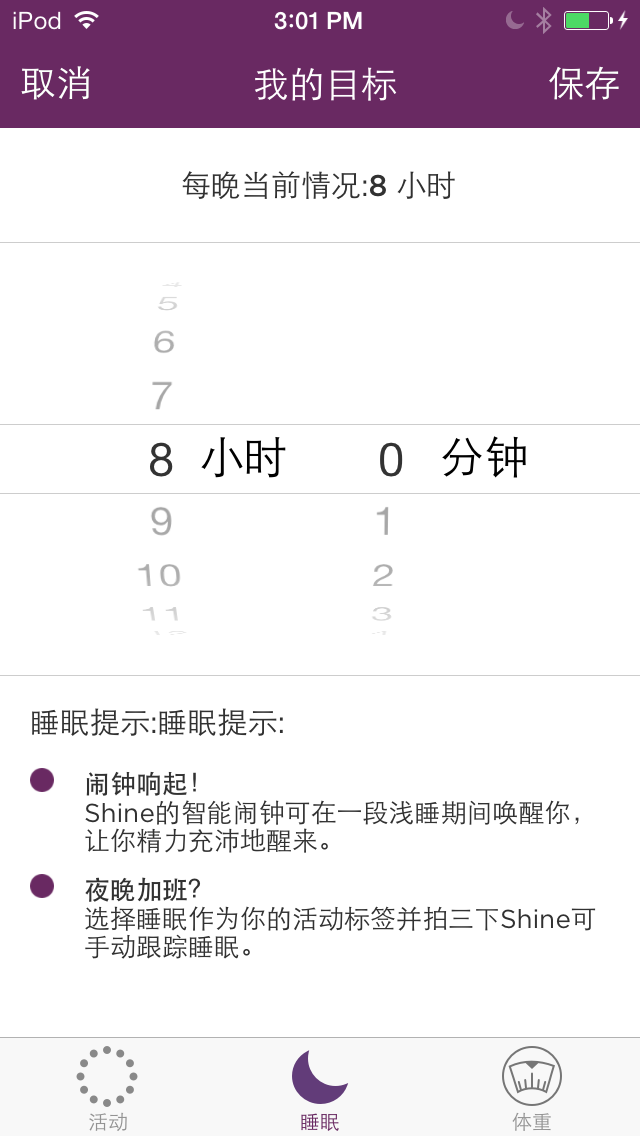 iPod 3:01 PM
取消 我的目标 保存
每晚当前情况:8 小时
5
6
7
8 小时 0 分钟
9 1
10 2
11 3
睡眠提示:睡眠提示:
闹钟响起!
Shine的智能闹钟可在一段浅睡期间唤醒你，
让你精力充沛地醒来。
夜晚加班?
选择睡眠作为你的活动标签并拍三下Shine可
手动跟踪睡眠。
活动 睡眠 体重